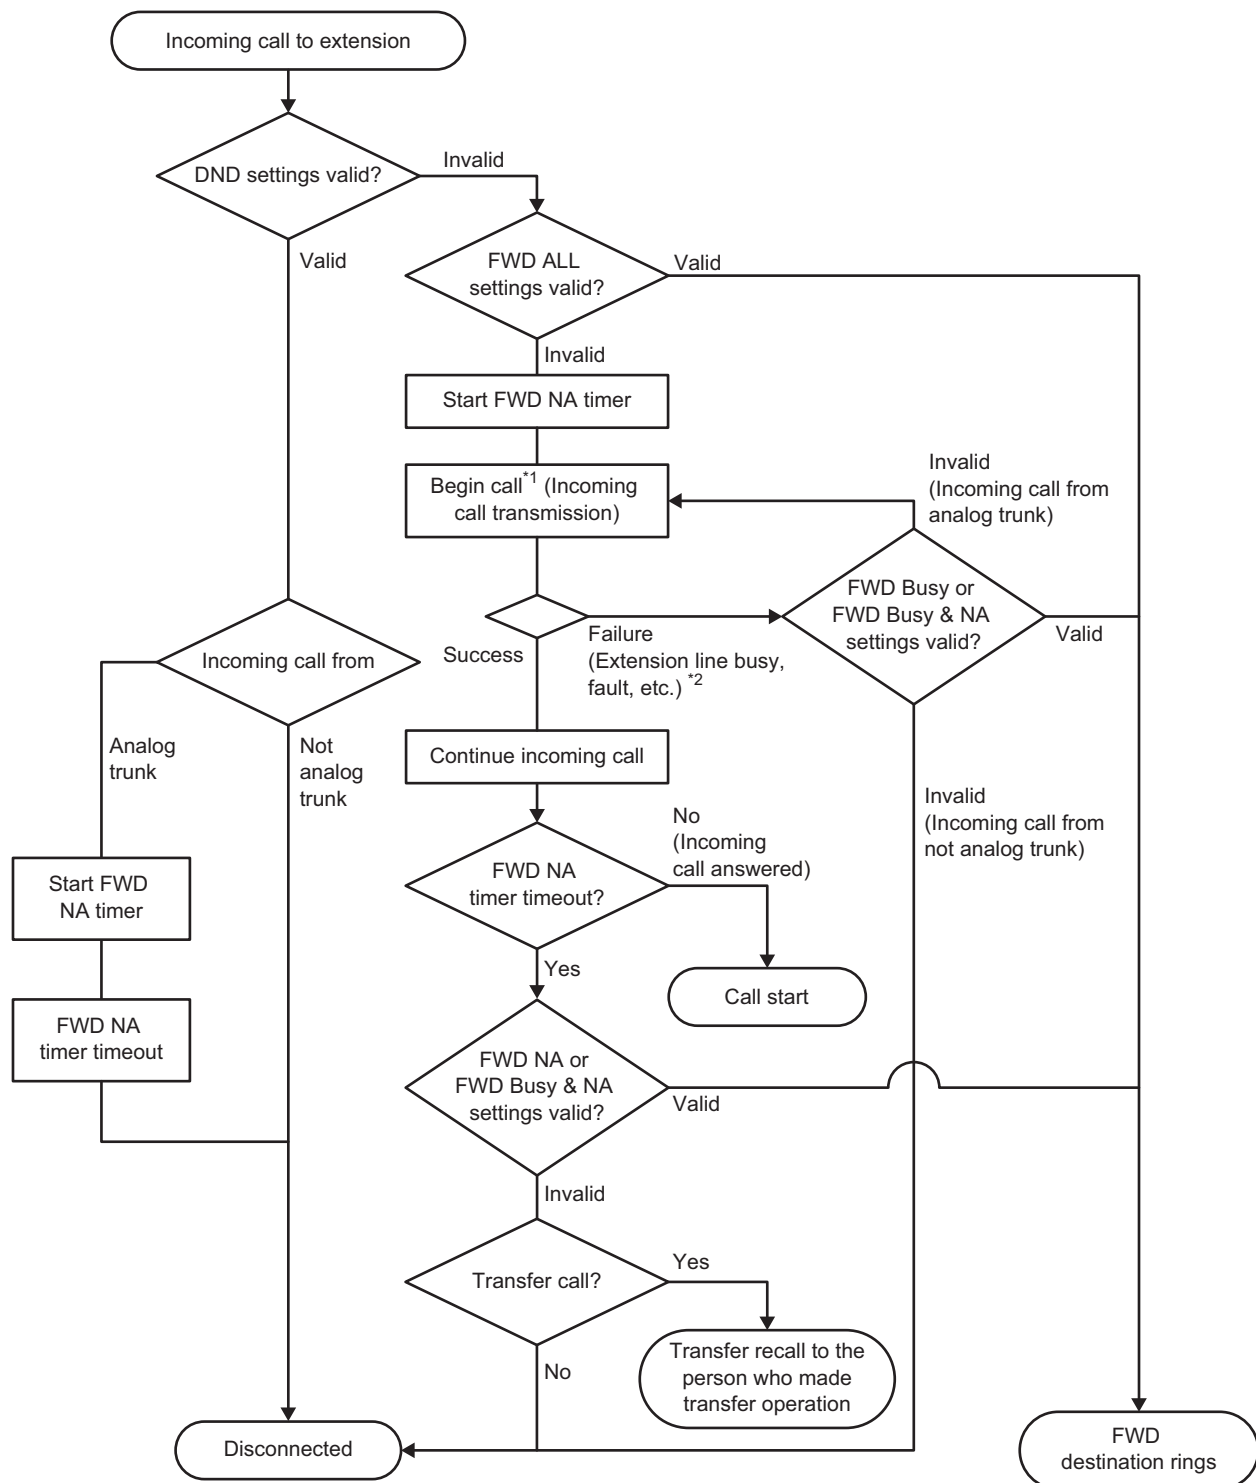 Incoming call to extension
DND settings valid?
Invalid
Valid
FWD ALL
settings valid?
Valid
Invalid
Start FWD NA timer
Begin call*1 (Incoming
call transmission)
Invalid
(Incoming call from
analog trunk)
FWD Busy or
FWD Busy & NA
settings valid?
Valid
Failure
(Extension line busy,
fault, etc.) *2
Success
Incoming call from
Analog
trunk
Not
analog
trunk
Continue incoming call
Invalid
(Incoming call from
not analog trunk)
No
(Incoming
call answered)
FWD NA
timer timeout?
Start FWD
NA timer
Yes
Call start
FWD NA
timer timeout
FWD NA or
FWD Busy & NA
settings valid?
Valid
Invalid
Transfer call?
Yes
Transfer recall to the
person who made
transfer operation
No
Disconnected
FWD
destination rings